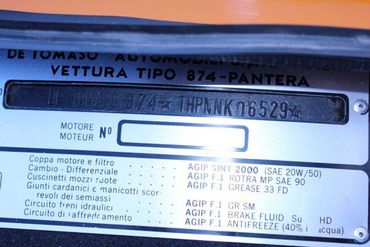 DE TOMASO AUTOMOBILI
VETTURA TIPO 874-PANTERA
874★ THPNNK06529★
MOTORE
MOTEUR Nº
Coppa motore e filtro AGIP SINT 2000 (SAE 20W/50)
Cambio - Differenziale AGIP F.1 ROTRA MP SAE 90
Cuscinetti mozzi ruote AGIP F.1 GREASE 33 FD
Giunti cardanici e manicotti scor-
revoli dei semiassi AGIP F.1 GR SM
Circuito freni idraulici AGIP F.1 BRAKE FLUID Su HD
Circuito di raffreddamento AGIP F.1 ANTIFREEZE (40% acqua)